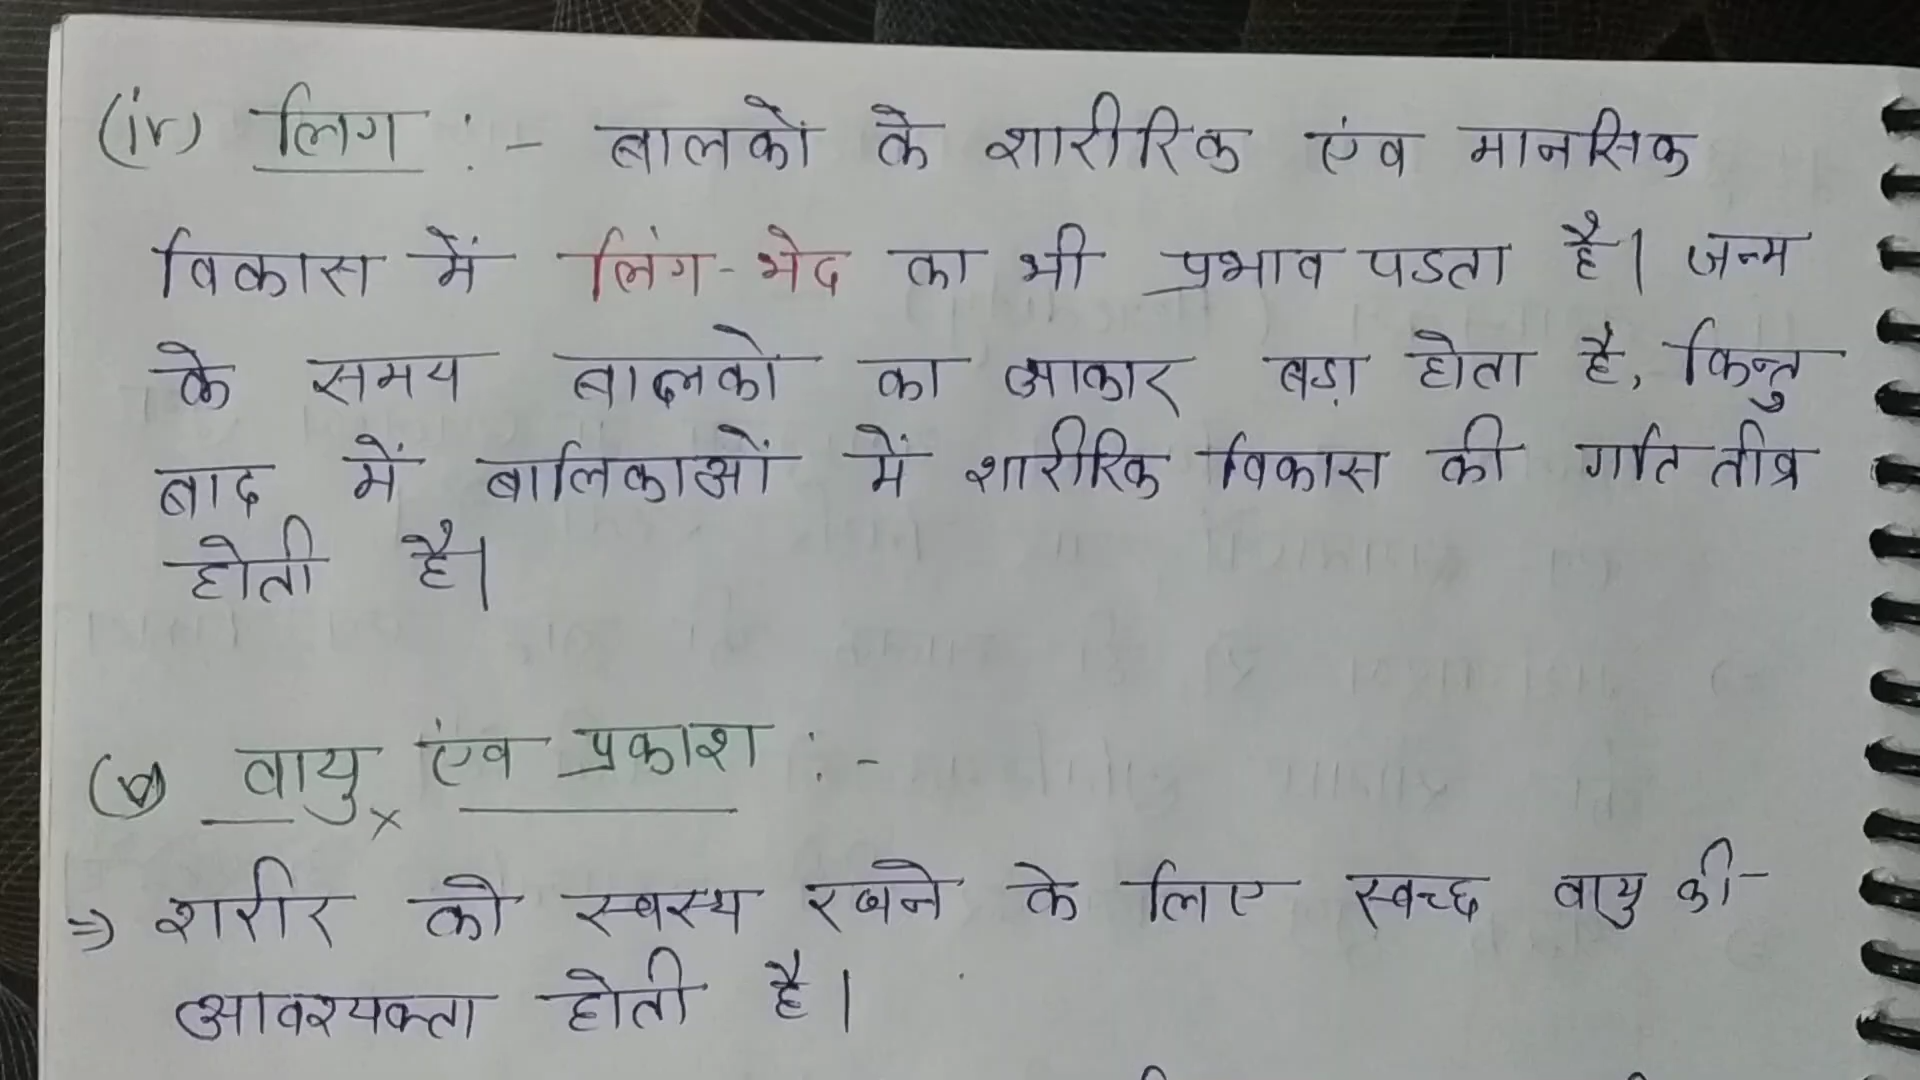 (iv) लिग :- बालकों के शारीरिक एंव मानसिक
विकास में लिंग-भेद का भी प्रभाव पडता है। जन्म
के समय बालको का आकार बड़ा होता है, किन्तु
बाद में बालिकाओं में शारीरिक विकास की गति तीव्र
होती है।
(v) वायु एंव प्रकाश :-
⇒ शरीर को स्वस्थ रखने के लिए स्वच्छ वायु की-
आवश्यक्ता होती है।